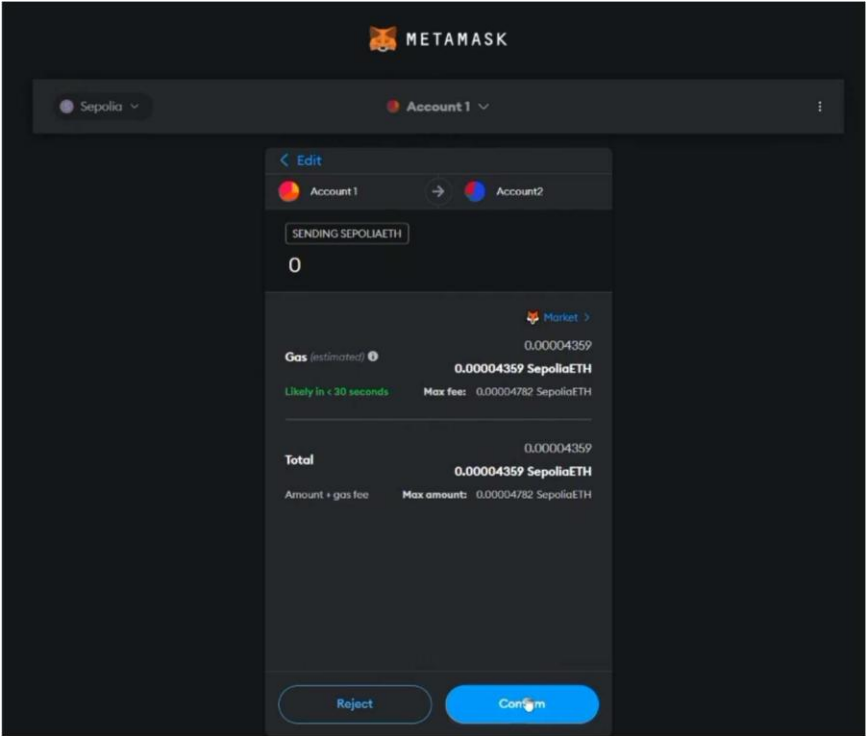 METAMASK
Sepolia
Account 1
Edit
Account 1
Account2
SENDING SEPOLIAETH
0
Market >
0.00004359
Gas (estimated)
0.00004359 SepoliaETH
Likely in < 30 seconds Max fee: 0.00004782 SepoliaETH
0.00004359
Total
0.00004359 SepoliaETH
Amount + gas fee Max amount: 0.00004782 SepoliaETH
Reject
Confirm